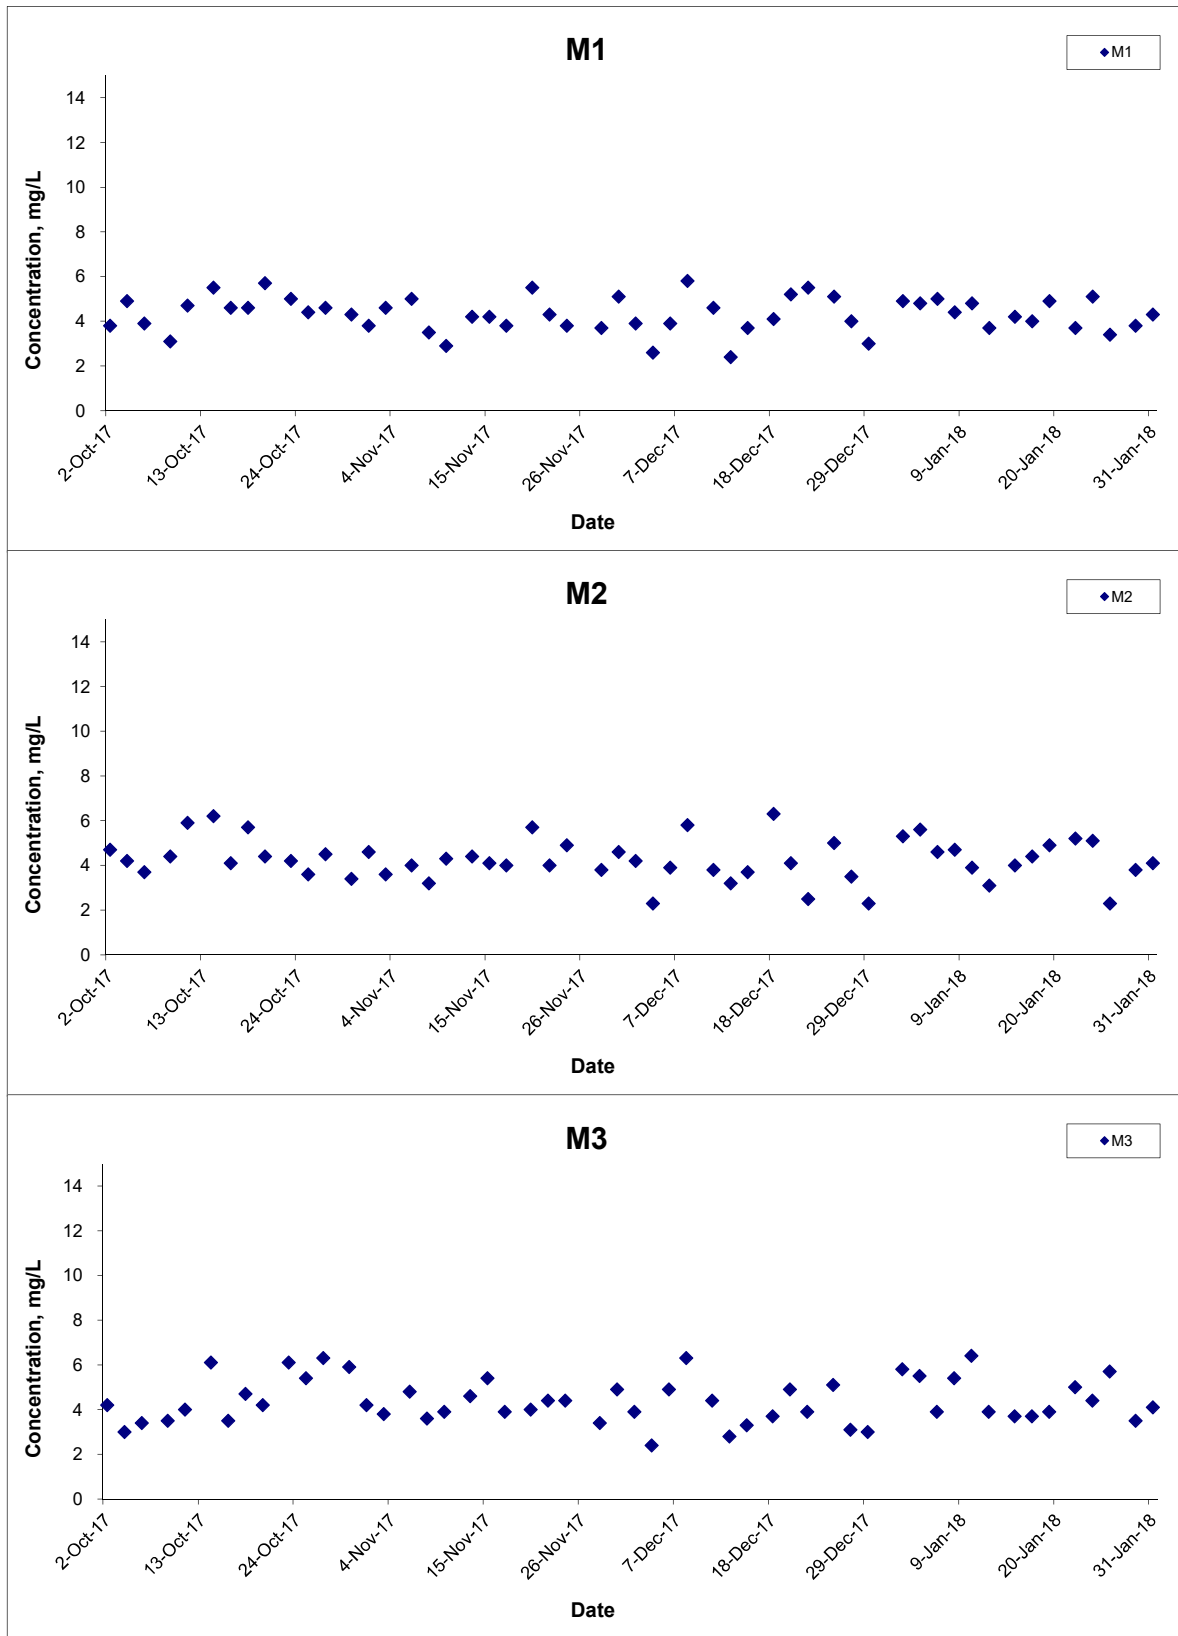 M1
M1
14
12
10
8
6
4
2
0
Concentration, mg/L
2-Oct-17
13-Oct-17
24-Oct-17
4-Nov-17
15-Nov-17
26-Nov-17
7-Dec-17
18-Dec-17
29-Dec-17
9-Jan-18
20-Jan-18
31-Jan-18
Date
M2
M2
14
12
10
8
6
4
2
0
Concentration, mg/L
2-Oct-17
13-Oct-17
24-Oct-17
4-Nov-17
15-Nov-17
26-Nov-17
7-Dec-17
18-Dec-17
29-Dec-17
9-Jan-18
20-Jan-18
31-Jan-18
Date
M3
M3
14
12
10
8
6
4
2
0
Concentration, mg/L
2-Oct-17
13-Oct-17
24-Oct-17
4-Nov-17
15-Nov-17
26-Nov-17
7-Dec-17
18-Dec-17
29-Dec-17
9-Jan-18
20-Jan-18
31-Jan-18
Date